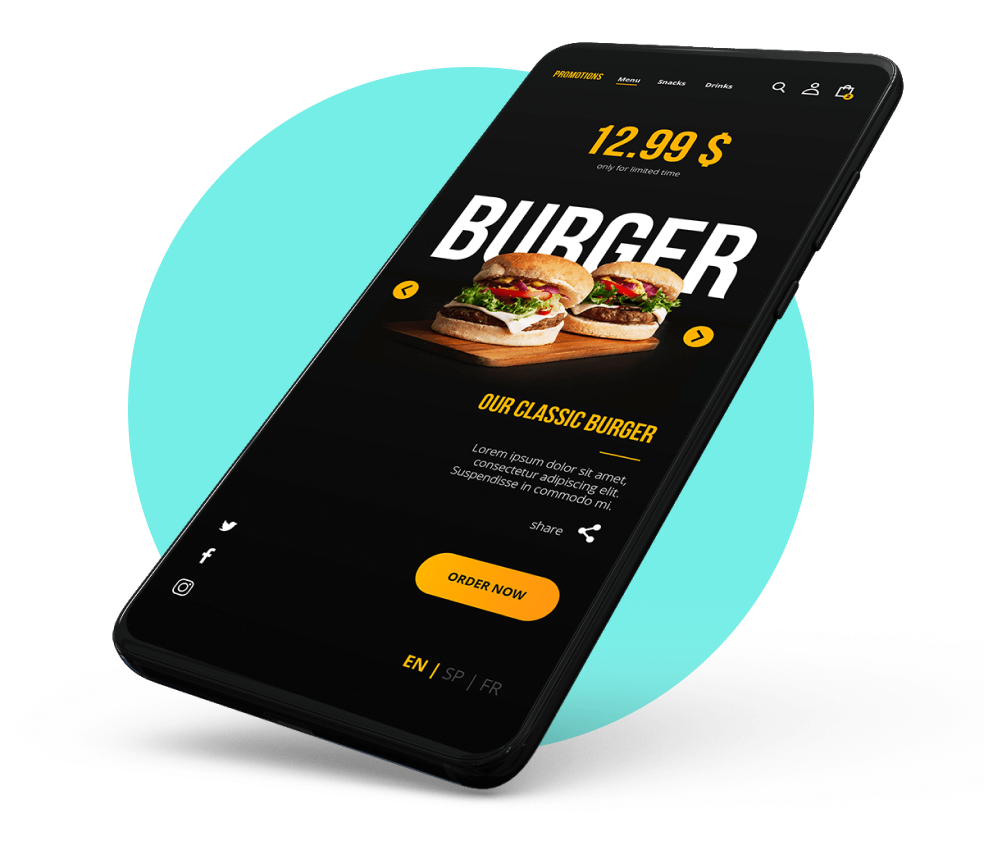 PROMOTIONS Menu Snacks Drinks
2
12.99 $
only for limited time
BURGER
OUR CLASSIC BURGER
Lorem ipsum dolor sit amet,
consectetur adipiscing elit.
Suspendisse in commodo mi.
share
ORDER NOW
EN | SP | FR